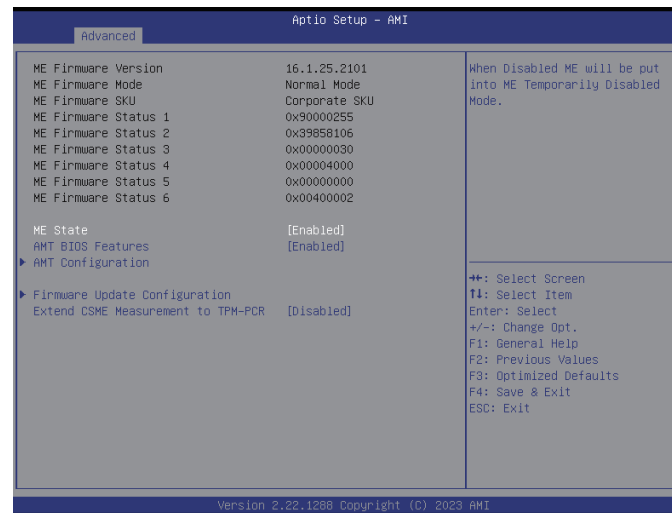 Aptio Setup – AMI
Advanced
ME Firmware Version 16.1.25.2101
ME Firmware Mode Normal Mode
ME Firmware SKU Corporate SKU
ME Firmware Status 1 0x90000255
ME Firmware Status 2 0x39858106
ME Firmware Status 3 0x00000030
ME Firmware Status 4 0x00004000
ME Firmware Status 5 0x00000000
ME Firmware Status 6 0x00400002
ME State [Enabled]
AMT BIOS Features [Enabled]
AMT Configuration
Firmware Update Configuration
Extend CSME Measurement to TPM-PCR [Disabled]
When Disabled ME will be put
into ME Temporarily Disabled
Mode.
→←: Select Screen
↑↓: Select Item
Enter: Select
+/-: Change Opt.
F1: General Help
F2: Previous Values
F3: Optimized Defaults
F4: Save & Exit
ESC: Exit
Version 2.22.1288 Copyright (C) 2023 AMI